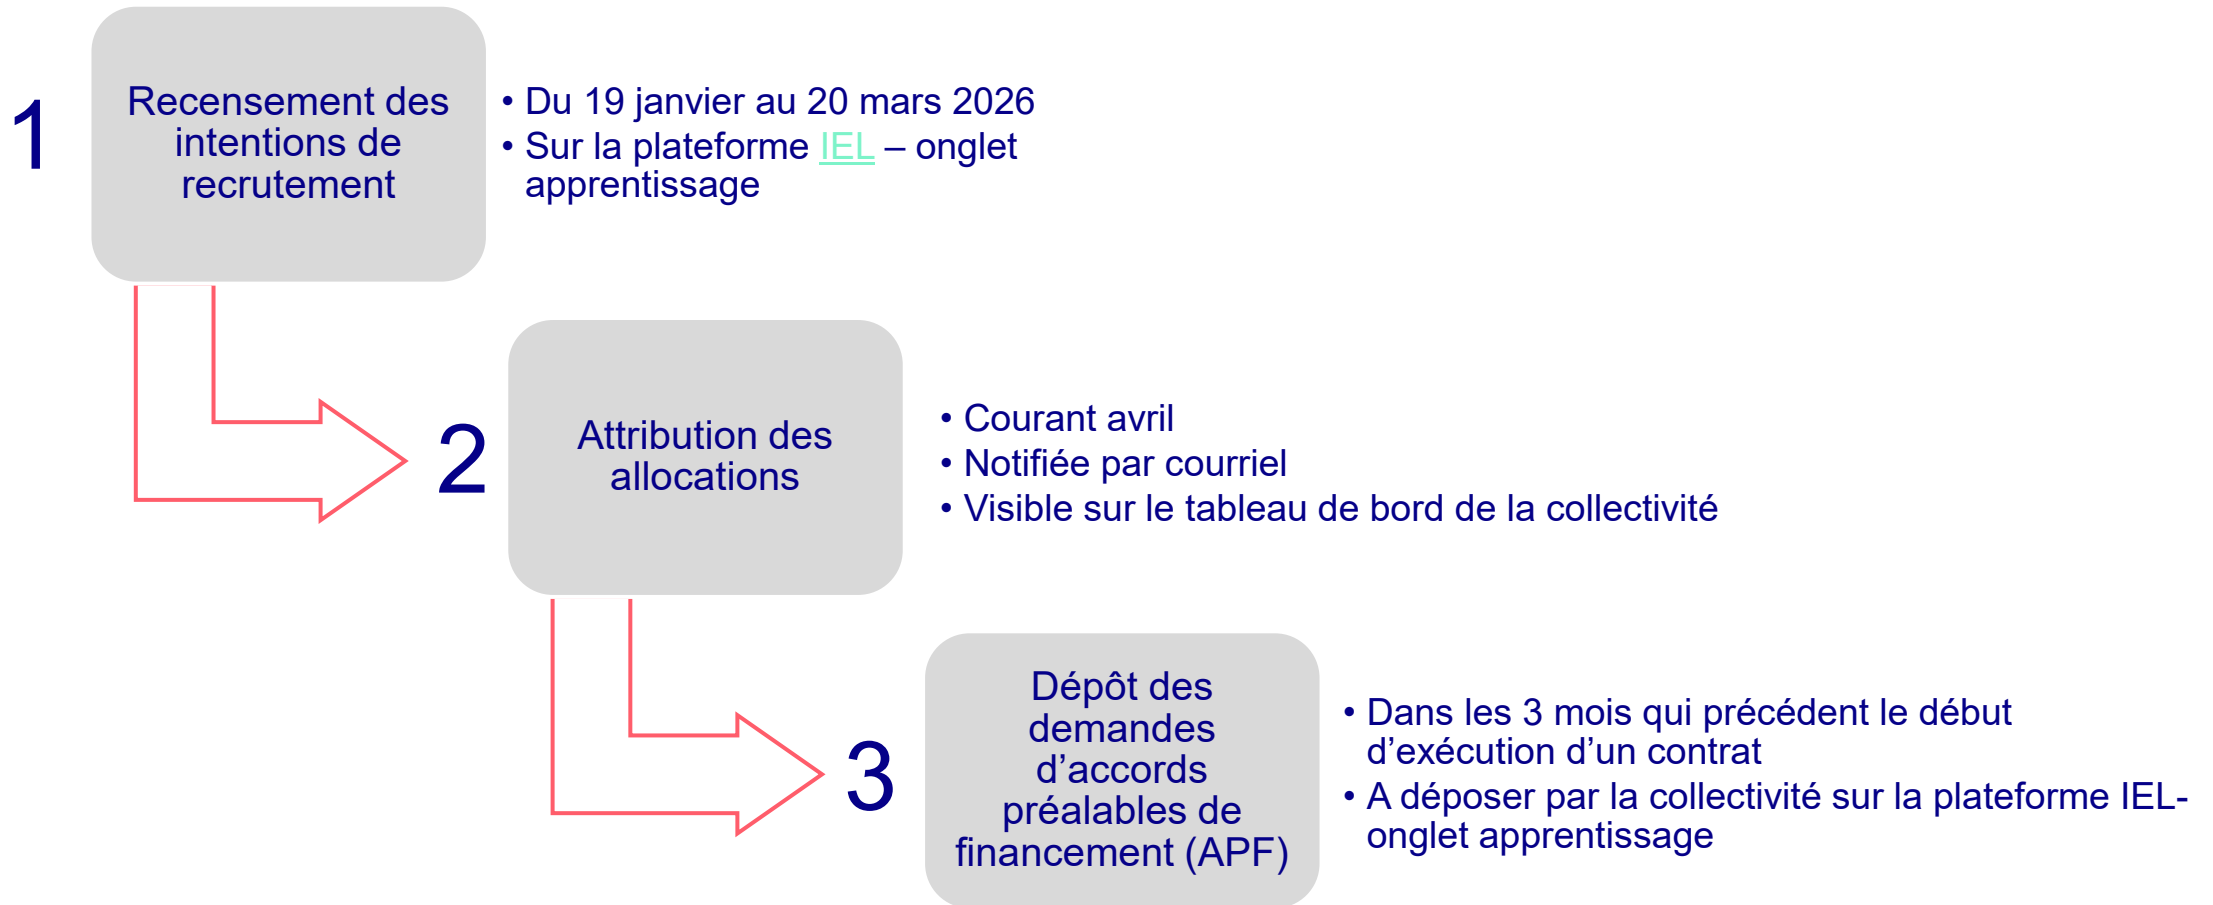 1
Recensement des
intentions de
recrutement
• Du 19 janvier au 20 mars 2026
• Sur la plateforme IEL – onglet
apprentissage
2
Attribution des
allocations
• Courant avril
• Notifiée par courriel
• Visible sur le tableau de bord de la collectivité
3
Dépôt des
demandes
d’accords
préalables de
financement (APF)
• Dans les 3 mois qui précédent le début
d’exécution d’un contrat
• A déposer par la collectivité sur la plateforme IEL-
onglet apprentissage